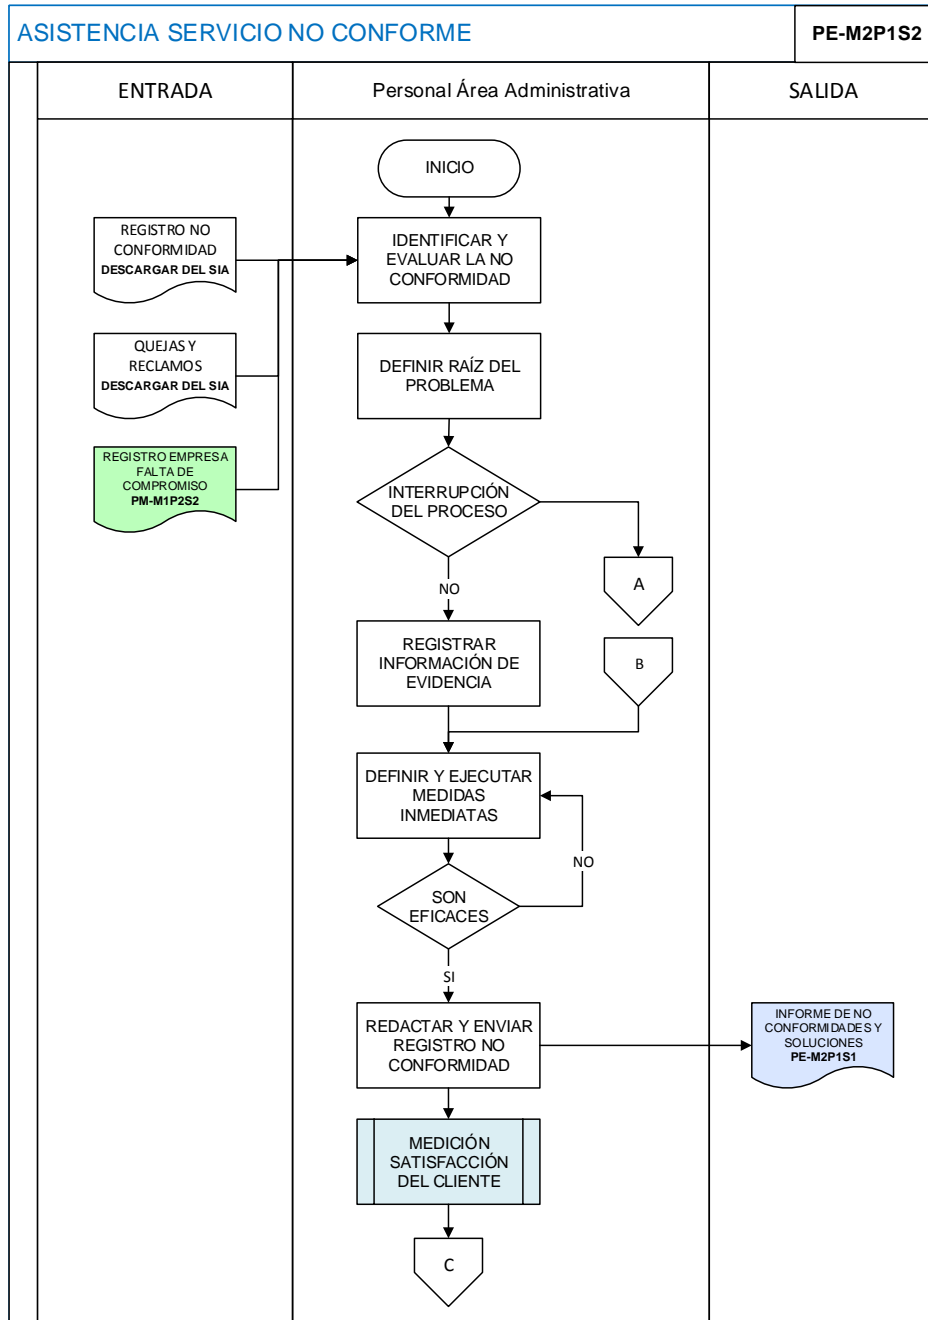 ASISTENCIA SERVICIO NO CONFORME
PE-M2P1S2
ENTRADA
Personal Área Administrativa
SALIDA
INICIO
REGISTRO NO
CONFORMIDAD
DESCARGAR DEL SIA
IDENTIFICAR Y
EVALUAR LA NO
CONFORMIDAD
QUEJAS Y
RECLAMOS
DESCARGAR DEL SIA
DEFINIR RAÍZ DEL
PROBLEMA
REGISTRO EMPRESA
FALTA DE
COMPROMISO
PM-M1P2S2
INTERRUPCIÓN
DEL PROCESO
A
NO
REGISTRAR
INFORMACIÓN DE
EVIDENCIA
B
DEFINIR Y EJECUTAR
MEDIDAS
INMEDIATAS
NO
SON
EFICACES
SI
REDACTAR Y ENVIAR
REGISTRO NO
CONFORMIDAD
INFORME DE NO
CONFORMIDADES Y
SOLUCIONES
PE-M2P1S1
MEDICIÓN
SATISFACCIÓN
DEL CLIENTE
C